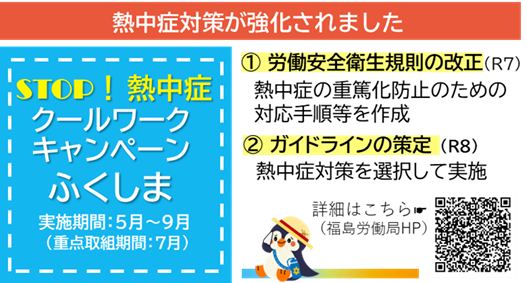 熱中症対策が強化されました
STOP！熱中症
クールワーク
キャンペーン
ふくしま
実施期間：5月～9月
（重点取組期間：7月）
① 労働安全衛生規則の改正（R7）
熱中症の重篤化防止のための
対応手順等を作成
② ガイドラインの策定（R8）
熱中症対策を選択して実施
詳細はこちら☛
（福島労働局HP）